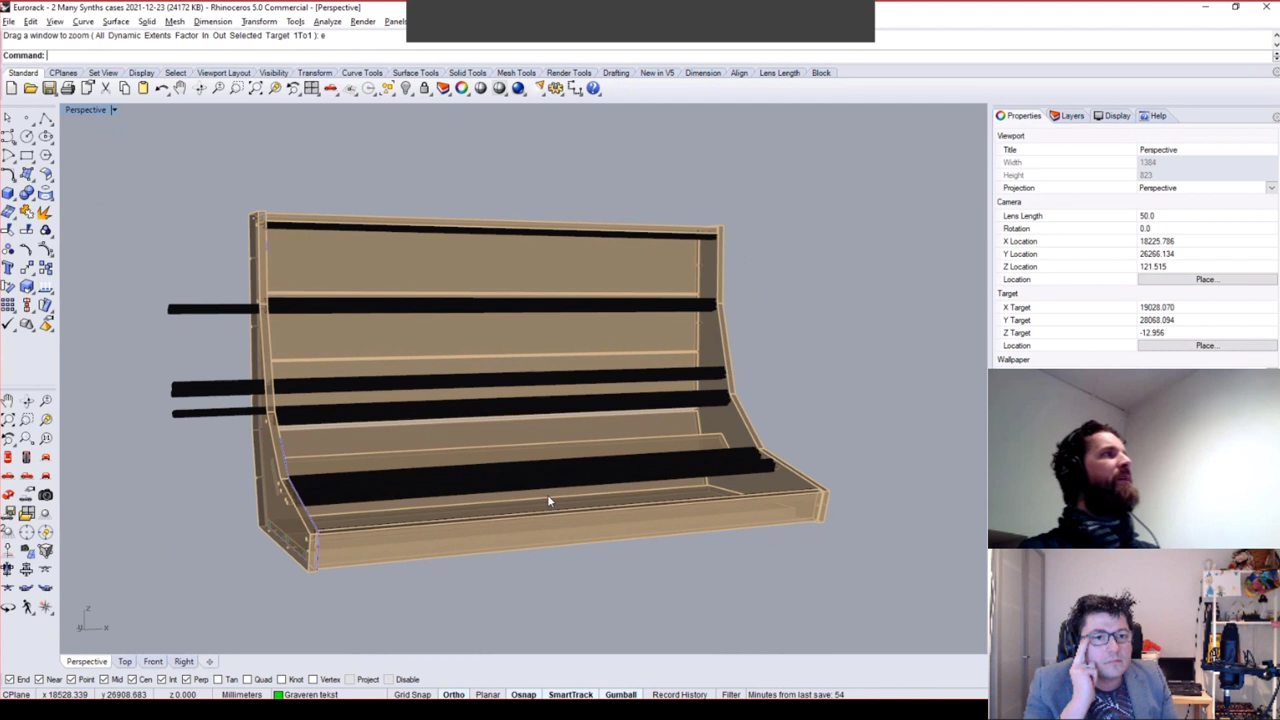 Eurorack - 2 Many Synths cases 2021-12-23 (24172 KB) - Rhinoceros 5.0 Commercial - [Perspective]
File Edit View Curve Surface Solid Mesh Dimension Transform Tools Analyze Render Panels
Drag a window to zoom ( All Dynamic Extents Factor In Out Selected Target 1To1 ): e
Command:
Standard CPlanes Set View Display Select Viewport Layout Visibility Transform Curve Tools Surface Tools Solid Tools Mesh Tools Render Tools Drafting New in V5 Dimension Align Lens Length Block
Perspective
Properties Layers Display Help
Viewport
Title Perspective
Width 1384
Height 823
Projection Perspective
Camera
Lens Length 50.0
Rotation 0.0
X Location 18225.786
Y Location 26266.134
Z Location 121.515
Location Place...
Target
X Target 19028.070
Y Target 28068.094
Z Target -12.956
Location Place...
Wallpaper
z
y x
Perspective Top Front Right
End Near Point Mid Cen Int Perp Tan Quad Knot Vertex Project Disable
CPlane x 18528.339 y 26908.683 z 0.000 Millimeters Graveren tekst Grid Snap Ortho Planar Osnap SmartTrack Gumball Record History Filter Minutes from last save: 54